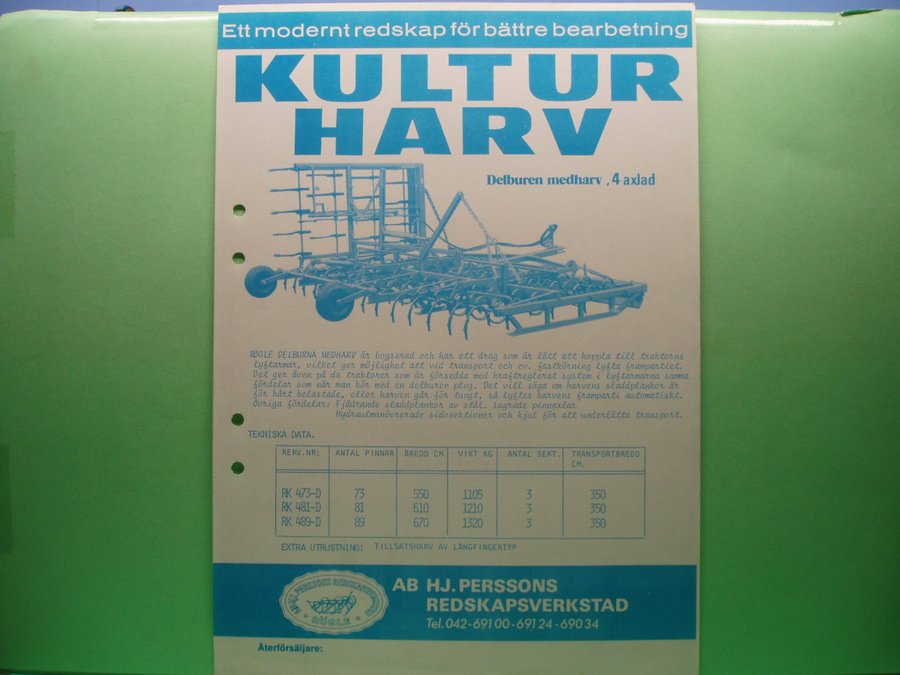 Ett modernt redskap för bättre bearbetning
KULTUR
HARV
Delburen medharv , 4 axlad
RÖGLE DELBURNA MEDHARV är bogserad och har ett drag som är lätt att koppla till traktorns
lyftarmar, vilket ger möjlighet att vid transport och ev. fastkörning lyfta frampartiet.
Det ger även på de traktorer som är försedda med kraftreglerat system i lyftarmarna samma
fördelar som när man kör med en delburen plog. Det vill säga om harvens sladdplankor är
för hårt belastade, eller harven går för tungt, så lyftes harvens framparti automatiskt.
Övriga fördelar: Fjädrande sladdplankor av stål. Lagrade pinnaxlar
Hydraulmanövrerade sidosektioner och hjul för att underlätta transport.
TEKNISKA DATA.
REKV.NR: ANTAL PINNAR BREDD CM VIKT KG ANTAL SEKT. TRANSPORTBREDD
CM.
RK 473-D 73 550 1105 3 350
RK 481-D 81 610 1210 3 350
RK 489-D 89 670 1320 3 350
EXTRA UTRUSTNING: TILLSATSHARV AV LÅNGFINGERTYP
AB HJ. PERSSONS
REDSKAPSVERKSTAD
RÖGLE
Tel. 042-691 00 - 691 24 - 690 34
Återförsäljare: